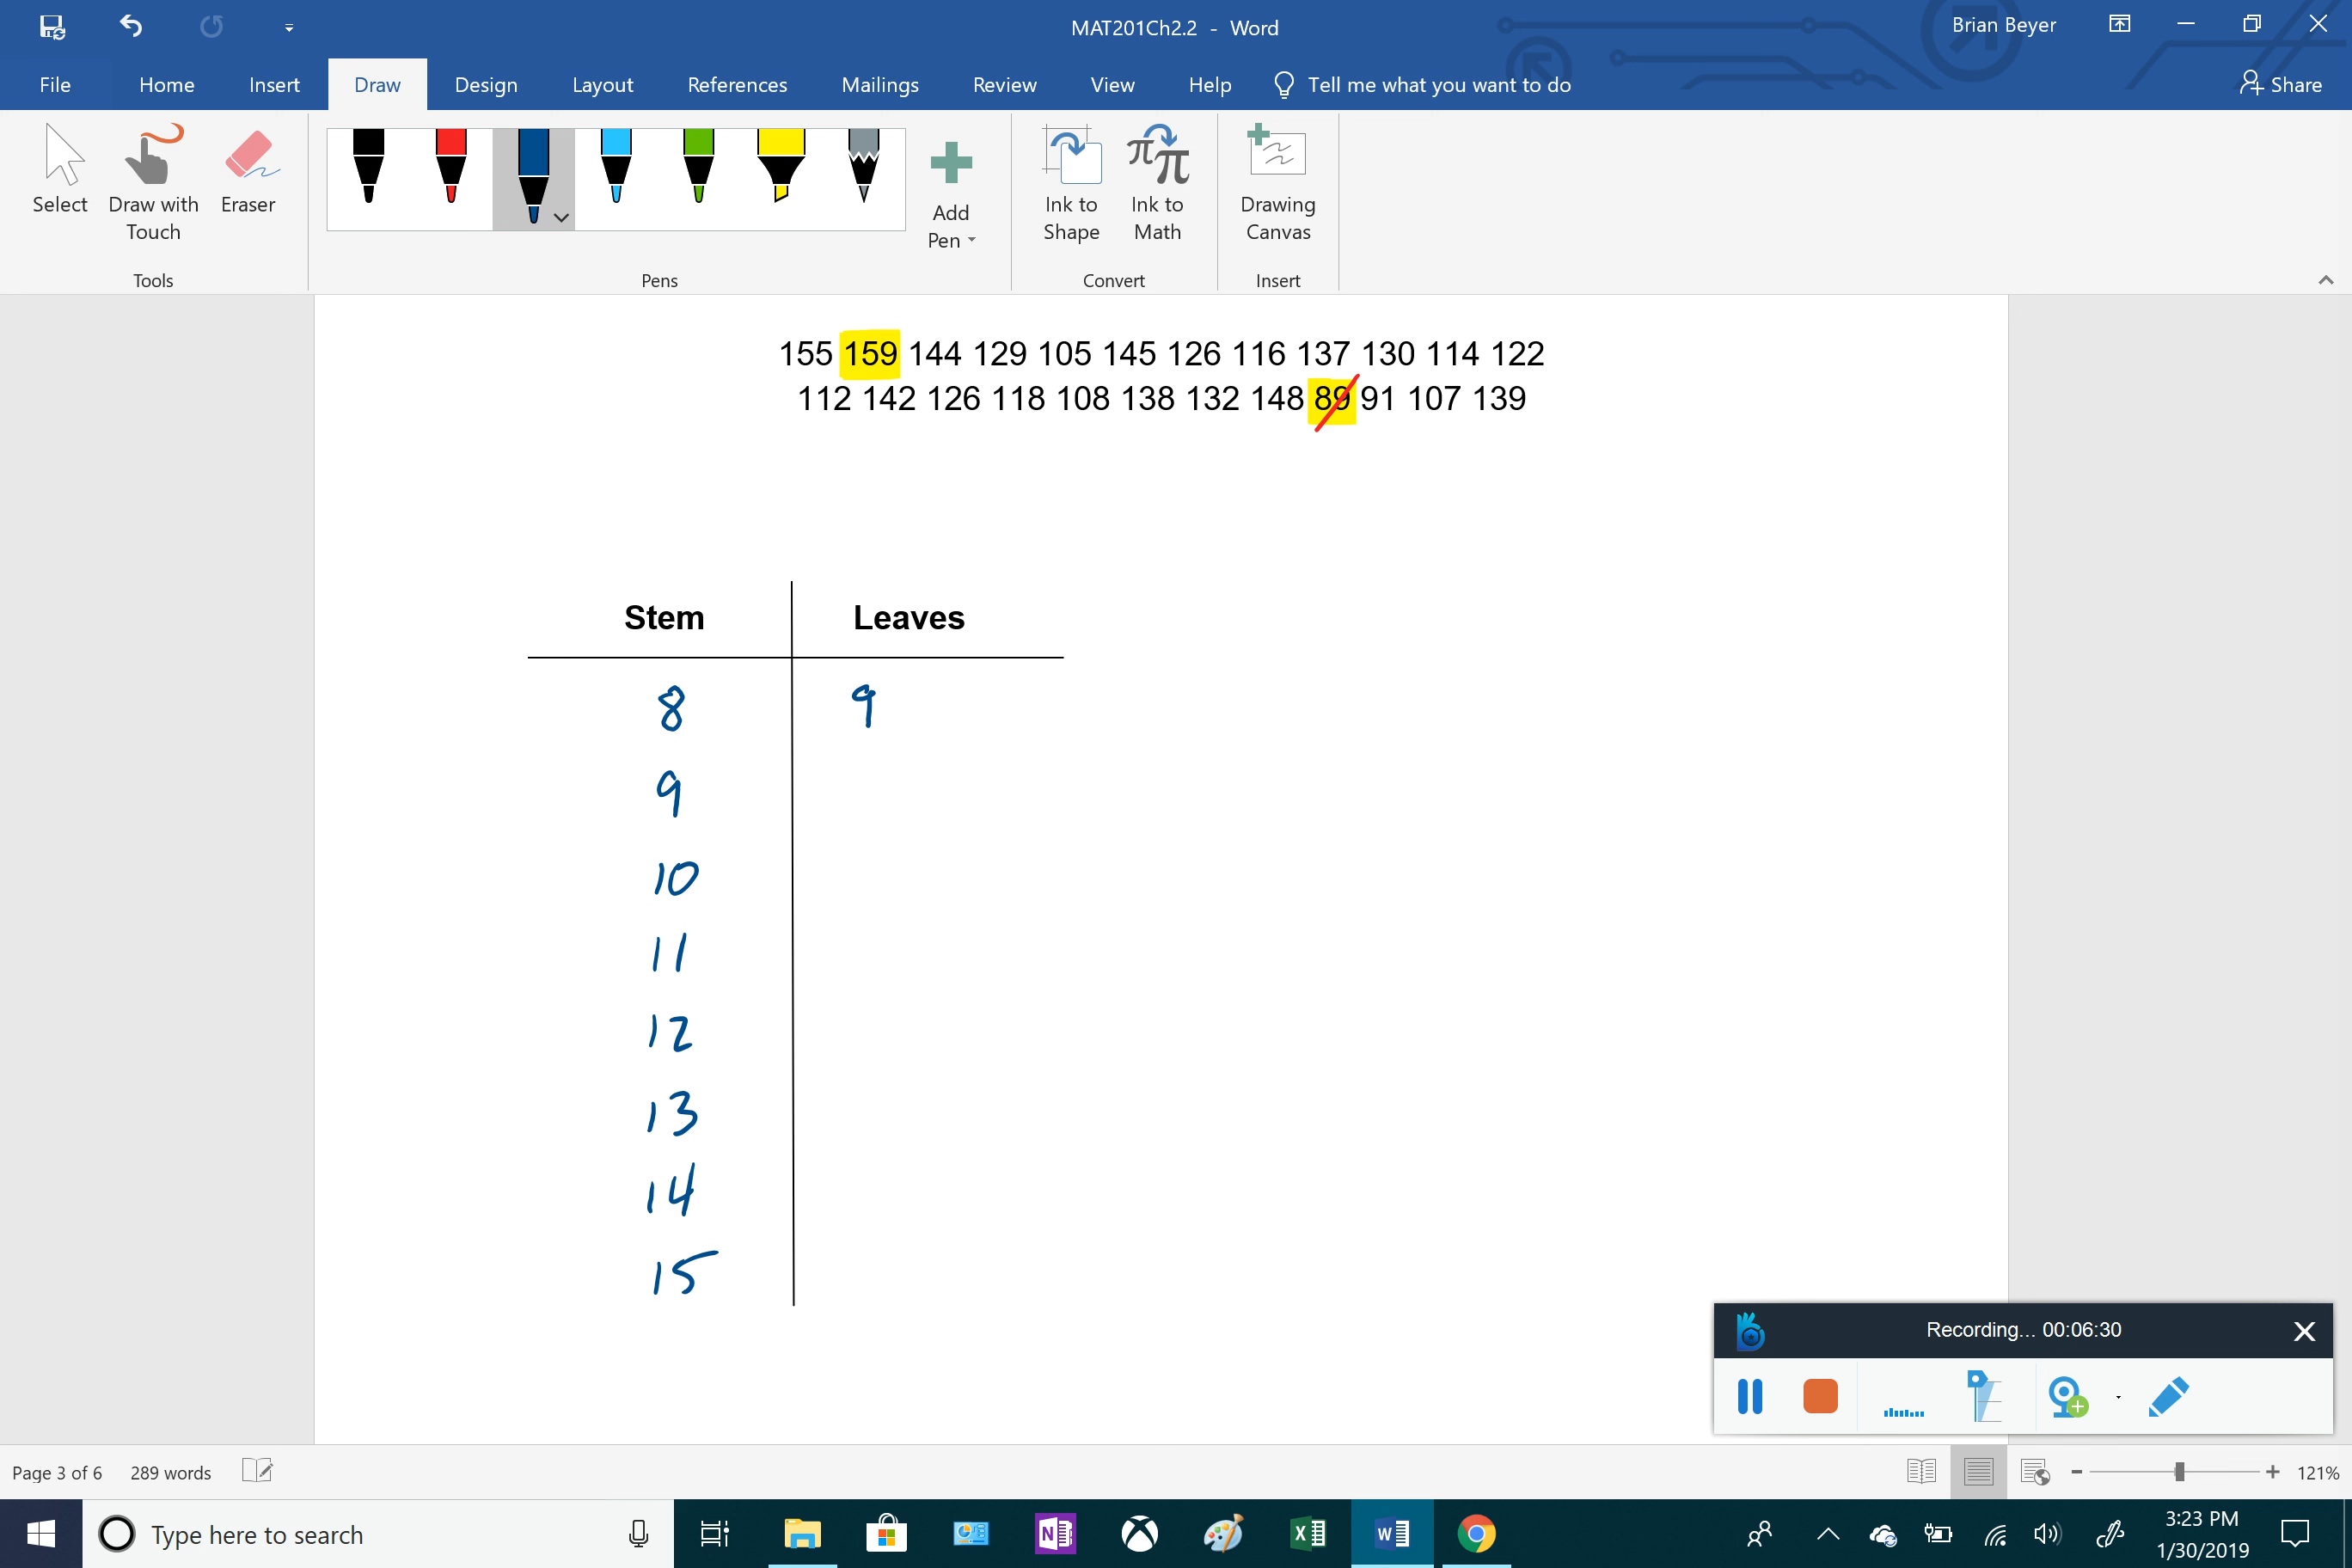 MAT201Ch2.2 - Word
Brian Beyer
File Home Insert Draw Design Layout References Mailings Review View Help Tell me what you want to do Share
Select Draw with Touch Eraser Add Pen Ink to Shape Ink to Math Drawing Canvas
Tools Pens Convert Insert
155 159 144 129 105 145 126 116 137 130 114 122
112 142 126 118 108 138 132 148 89 91 107 139
Stem Leaves
8 9
9
10
11
12
13
14
15
Recording... 00:06:30
Page 3 of 6 289 words 121%
Type here to search
3:23 PM
1/30/2019